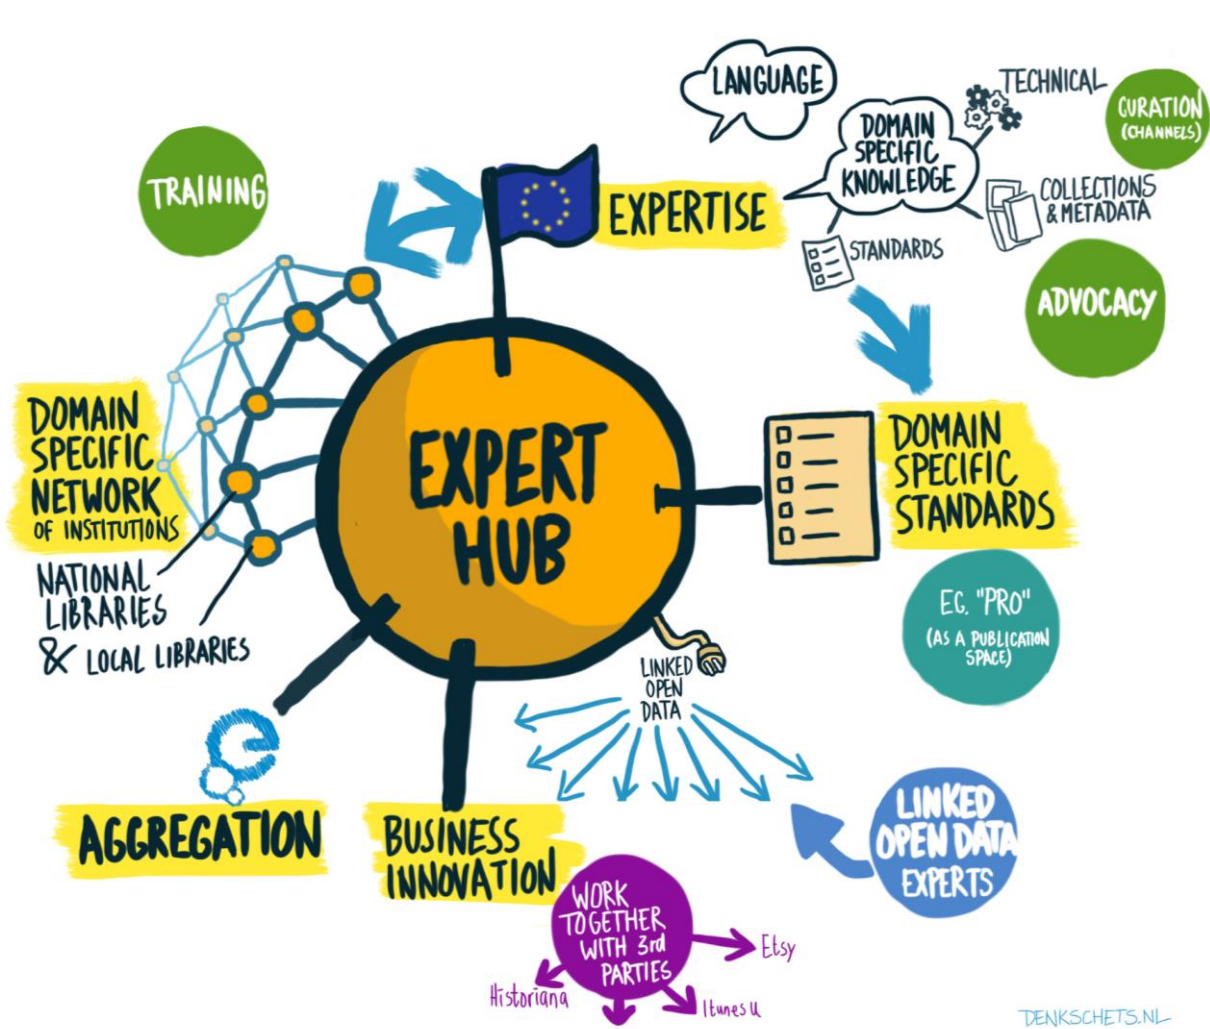 LANGUAGE
TECHNICAL
CURATION
(CHANNELS)
DOMAIN
SPECIFIC
KNOWLEDGE
COLLECTIONS
& METADATA
STANDARDS
TRAINING
EXPERTISE
ADVOCACY
DOMAIN
SPECIFIC
NETWORK
OF INSTITUTIONS
NATIONAL
LIBRARIES
& LOCAL LIBRARIES
EXPERT
HUB
DOMAIN
SPECIFIC
STANDARDS
EG. "PRO"
(AS A PUBLICATION
SPACE)
LINKED
OPEN
DATA
AGGREGATION
BUSINESS
INNOVATION
LINKED
OPEN DATA
EXPERTS
WORK
TOGETHER
WITH 3rd
PARTIES
Etsy
Historiana
Itunes U
DENKSCHETS.NL